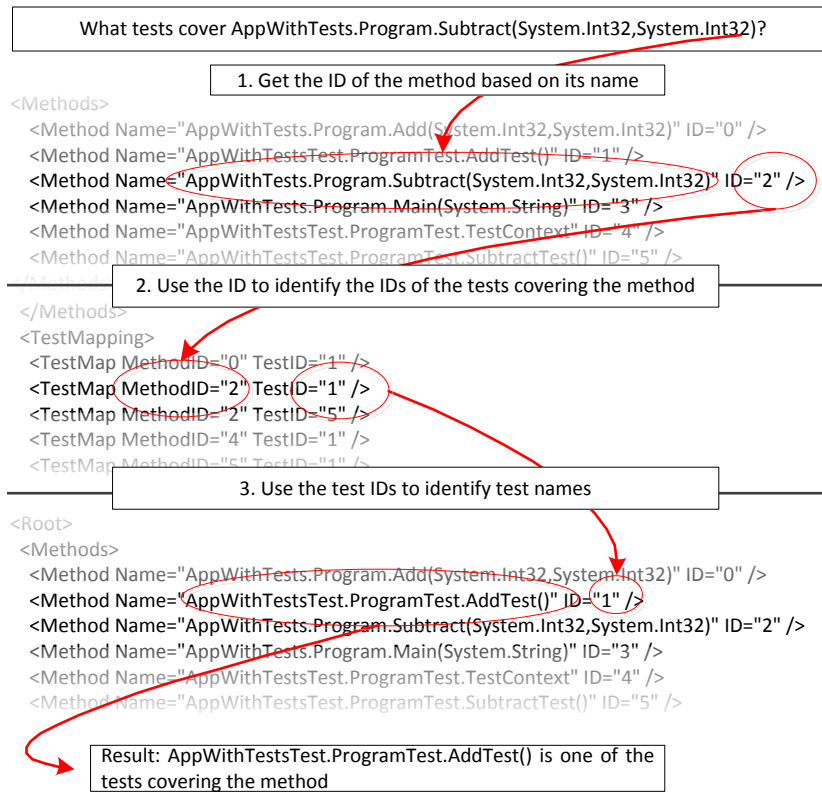 What tests cover AppWithTests.Program.Subtract(System.Int32,System.Int32)?
1. Get the ID of the method based on its name
<Methods>
<Method Name="AppWithTests.Program.Add(System.Int32,System.Int32)" ID="0" />
<Method Name="AppWithTestsTest.ProgramTest.AddTest()" ID="1" />
<Method Name="AppWithTests.Program.Subtract(System.Int32,System.Int32)" ID="2" />
<Method Name="AppWithTests.Program.Main(System.String)" ID="3" />
<Method Name="AppWithTestsTest.ProgramTest.TestContext" ID="4" />
<Method Name="AppWithTestsTest.ProgramTest.SubtractTest()" ID="5" />
</Methods>
2. Use the ID to identify the IDs of the tests covering the method
</Methods>
<TestMapping>
<TestMap MethodID="0" TestID="1" />
<TestMap MethodID="2" TestID="1" />
<TestMap MethodID="2" TestID="5" />
<TestMap MethodID="4" TestID="1" />
<TestMap MethodID="5" TestID="1" />
3. Use the test IDs to identify test names
<Root>
<Methods>
<Method Name="AppWithTests.Program.Add(System.Int32,System.Int32)" ID="0" />
<Method Name="AppWithTestsTest.ProgramTest.AddTest()" ID="1" />
<Method Name="AppWithTests.Program.Subtract(System.Int32,System.Int32)" ID="2" />
<Method Name="AppWithTests.Program.Main(System.String)" ID="3" />
<Method Name="AppWithTestsTest.ProgramTest.TestContext" ID="4" />
<Method Name="AppWithTestsTest.ProgramTest.SubtractTest()" ID="5" />
Result: AppWithTestsTest.ProgramTest.AddTest() is one of the
tests covering the method